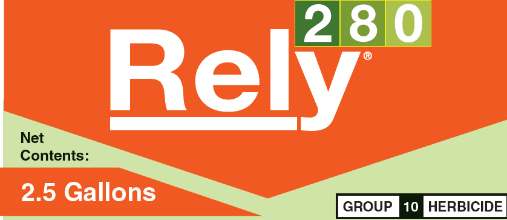 280
Rely®
Net
Contents:
2.5 Gallons
GROUP 10 HERBICIDE